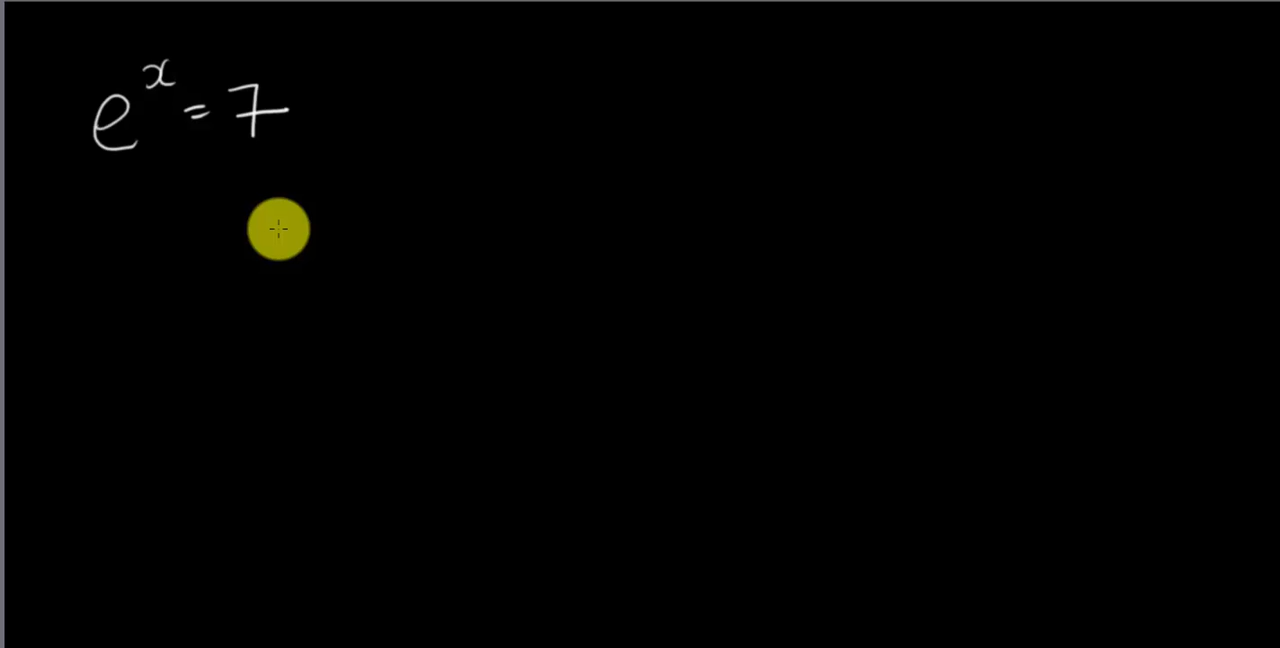 e^x = 7